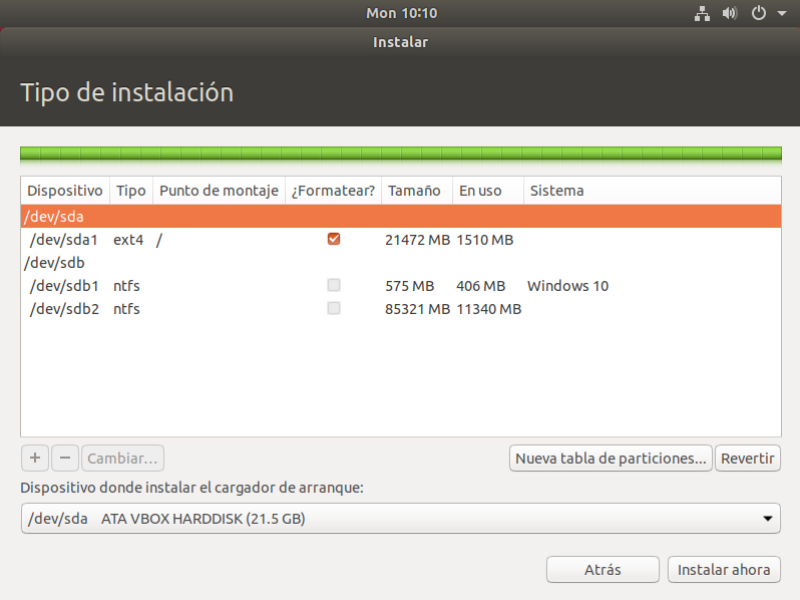 Mon 10:10
Instalar
Tipo de instalación
Dispositivo Tipo Punto de montaje ¿Formatear? Tamaño En uso Sistema
/dev/sda
/dev/sda1 ext4 / 21472 MB 1510 MB
/dev/sdb
/dev/sdb1 ntfs 575 MB 406 MB Windows 10
/dev/sdb2 ntfs 85321 MB 11340 MB
+ − Cambiar... Nueva tabla de particiones... Revertir
Dispositivo donde instalar el cargador de arranque:
/dev/sda ATA VBOX HARDDISK (21.5 GB)
Atrás Instalar ahora